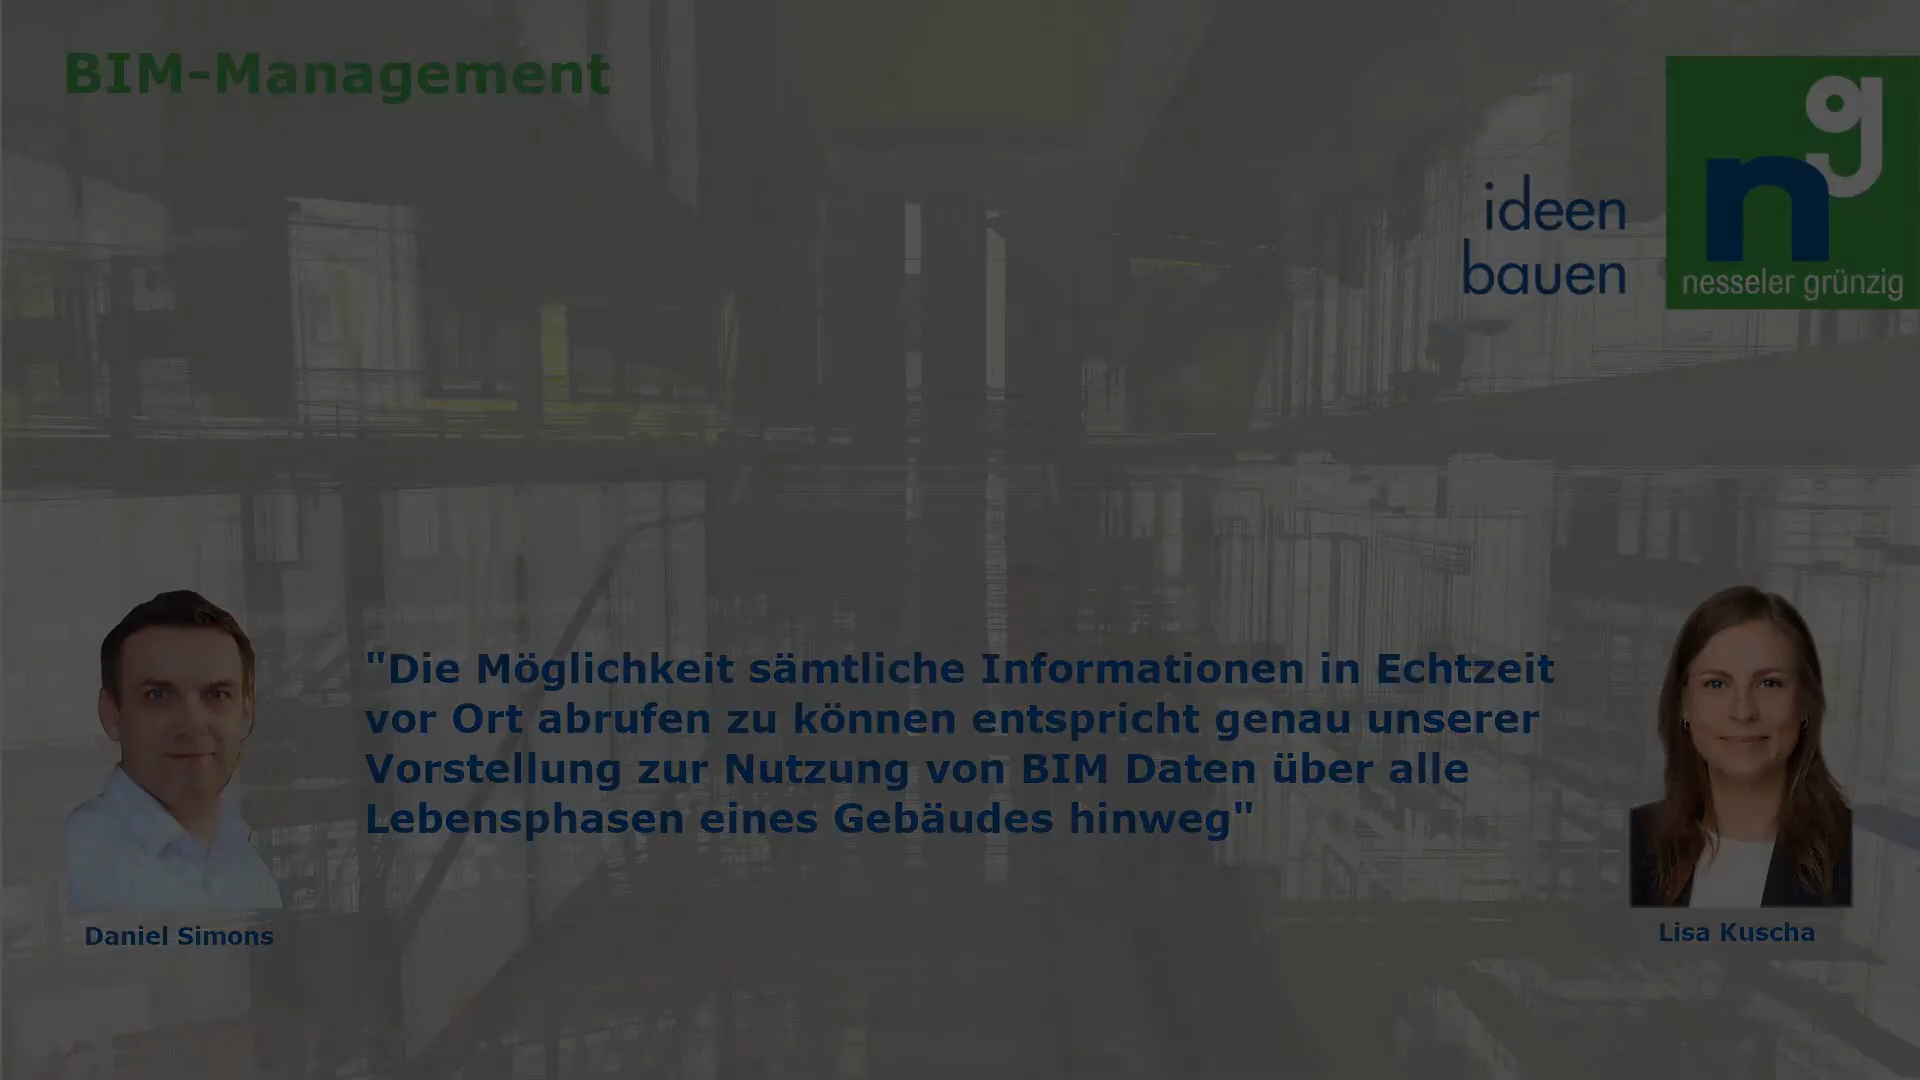 BIM-Management
ideen
bauen
ng
nesseler grünzig
"Die Möglichkeit sämtliche Informationen in Echtzeit
vor Ort abrufen zu können entspricht genau unserer
Vorstellung zur Nutzung von BIM Daten über alle
Lebensphasen eines Gebäudes hinweg"
Daniel Simons
Lisa Kuscha